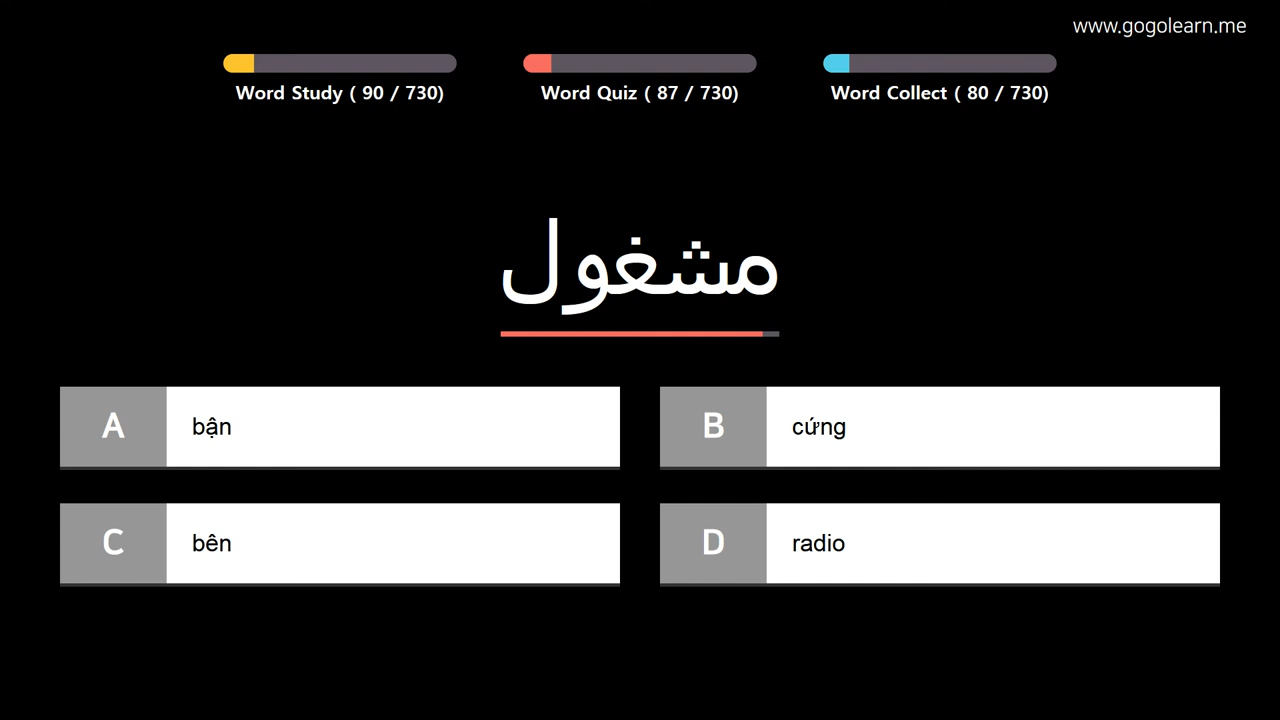 www.gogolearn.me
Word Study ( 90 / 730)
Word Quiz ( 87 / 730)
Word Collect ( 80 / 730)
مشغول
A bận
B cứng
C bên
D radio